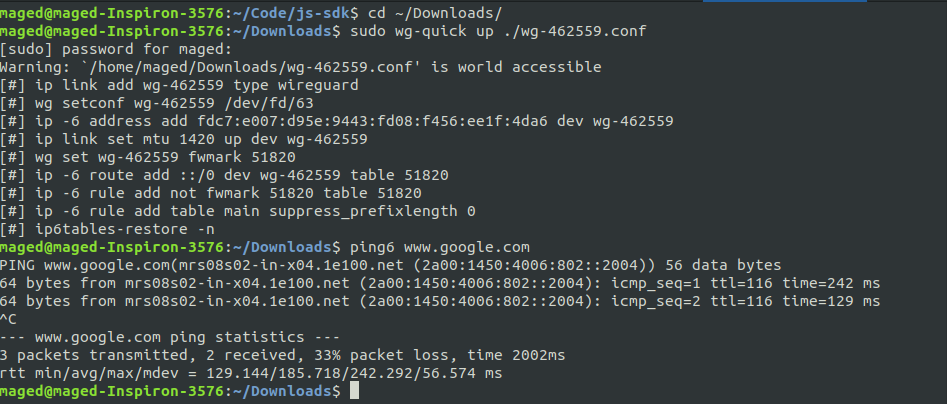 maged@maged-Inspiron-3576:~/Code/js-sdk$ cd ~/Downloads/
maged@maged-Inspiron-3576:~/Downloads$ sudo wg-quick up ./wg-462559.conf
[sudo] password for maged:
Warning: `/home/maged/Downloads/wg-462559.conf' is world accessible
[#] ip link add wg-462559 type wireguard
[#] wg setconf wg-462559 /dev/fd/63
[#] ip -6 address add fdc7:e007:d95e:9443:fd08:f456:ee1f:4da6 dev wg-462559
[#] ip link set mtu 1420 up dev wg-462559
[#] wg set wg-462559 fwmark 51820
[#] ip -6 route add ::/0 dev wg-462559 table 51820
[#] ip -6 rule add not fwmark 51820 table 51820
[#] ip -6 rule add table main suppress_prefixlength 0
[#] ip6tables-restore -n
maged@maged-Inspiron-3576:~/Downloads$ ping6 www.google.com
PING www.google.com(mrs08s02-in-x04.1e100.net (2a00:1450:4006:802::2004)) 56 data bytes
64 bytes from mrs08s02-in-x04.1e100.net (2a00:1450:4006:802::2004): icmp_seq=1 ttl=116 time=242 ms
64 bytes from mrs08s02-in-x04.1e100.net (2a00:1450:4006:802::2004): icmp_seq=2 ttl=116 time=129 ms
^C
--- www.google.com ping statistics ---
3 packets transmitted, 2 received, 33% packet loss, time 2002ms
rtt min/avg/max/mdev = 129.144/185.718/242.292/56.574 ms
maged@maged-Inspiron-3576:~/Downloads$